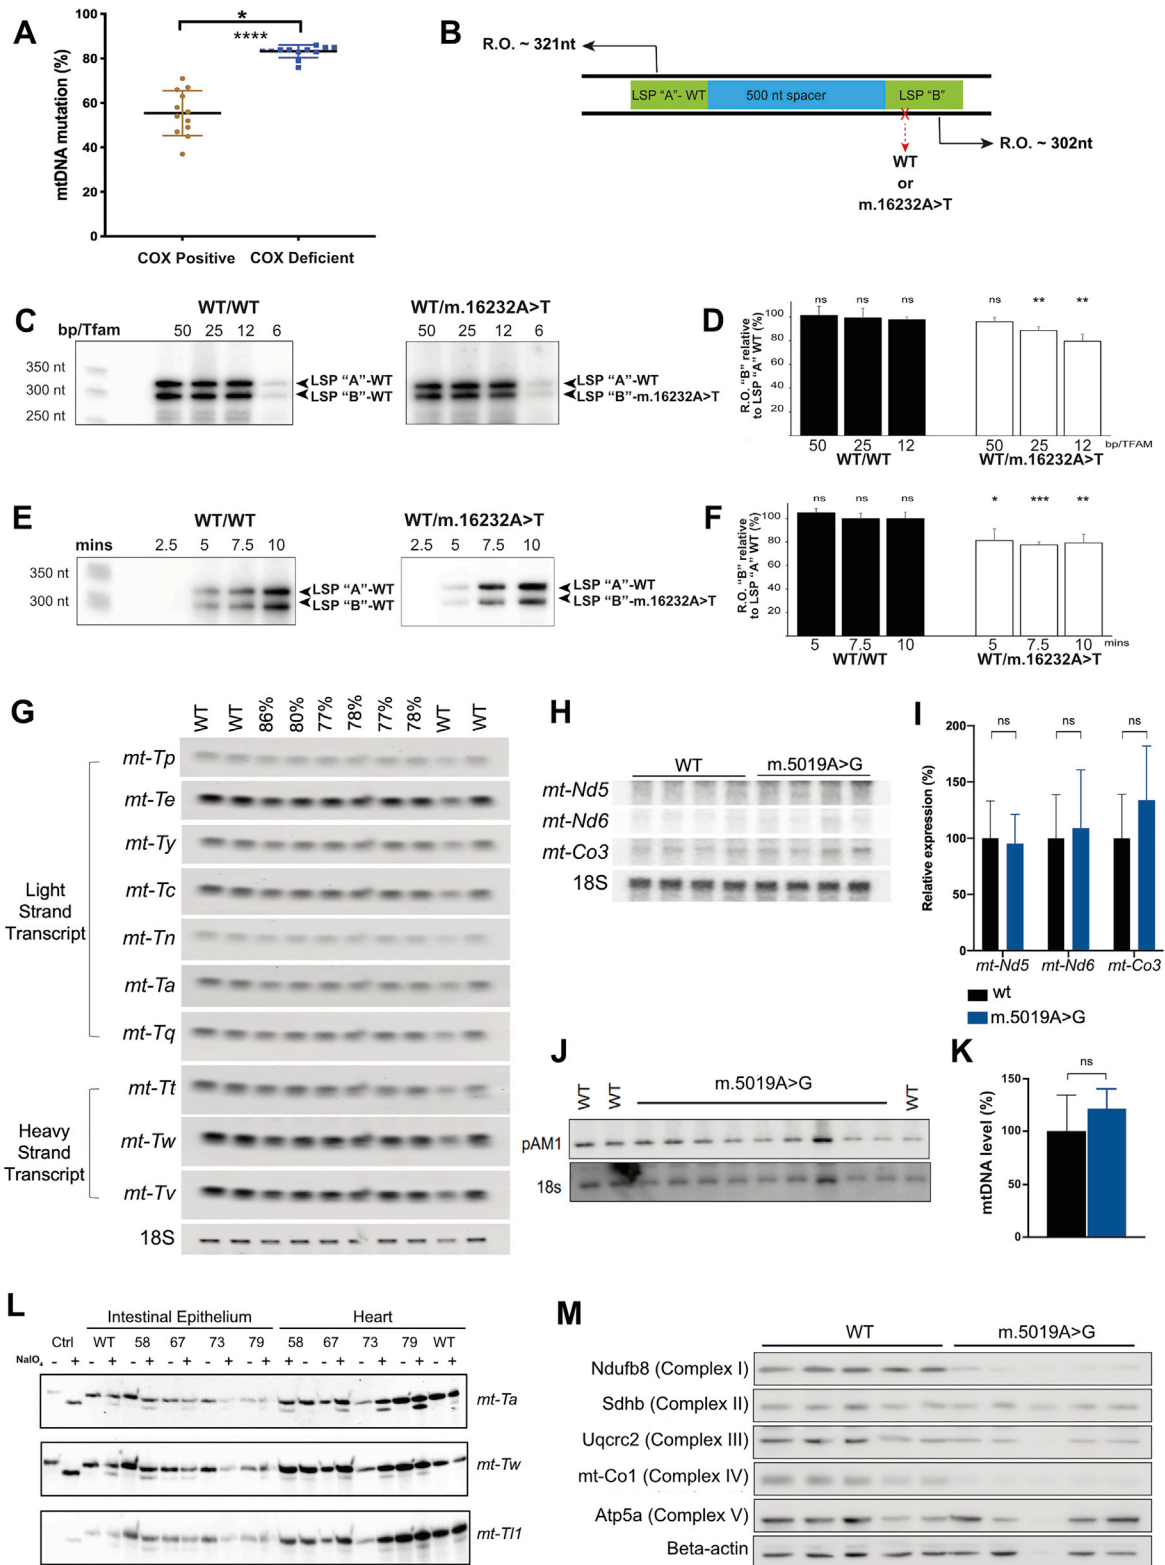 A
mtDNA mutation (%)
100
80
60
40
20
0
*
****
COX Positive
COX Deficient
B
R.O. ~ 321nt
LSP “A”- WT
500 nt spacer
LSP “B”
X
R.O. ~ 302nt
WT
or
m.16232A>T
C
WT/WT
bp/Tfam
50 25 12 6
350 nt
300 nt
250 nt
LSP “A”-WT
LSP “B”-WT
WT/m.16232A>T
50 25 12 6
LSP “A”-WT
LSP “B”-m.16232A>T
D
R.O. “B” relative
to LSP “A” WT (%)
100
80
60
40
20
ns ns ns ns ** **
50 25 12 50 25 12 bp/TFAM
WT/WT WT/m.16232A>T
E
WT/WT
mins 2.5 5 7.5 10
350 nt
300 nt
LSP “A”-WT
LSP “B”-WT
WT/m.16232A>T
2.5 5 7.5 10
LSP “A”-WT
LSP “B”-m.16232A>T
F
R.O. “B” relative
to LSP “A” WT (%)
100
80
60
40
20
ns ns ns * *** **
5 7.5 10 5 7.5 10 mins
WT/WT WT/m.16232A>T
G
WT WT 86% 80% 77% 78% 77% 78% WT WT
Light
Strand
Transcript
mt-Tp
mt-Te
mt-Ty
mt-Tc
mt-Tn
mt-Ta
mt-Tq
Heavy
Strand
Transcript
mt-Tt
mt-Tw
mt-Tv
18S
H
WT m.5019A>G
mt-Nd5
mt-Nd6
mt-Co3
18S
I
Relative expression (%)
200
150
100
50
0
ns ns ns
mt-Nd5 mt-Nd6 mt-Co3
wt
m.5019A>G
J
WT WT m.5019A>G WT
pAM1
18s
K
mtDNA level (%)
150
100
50
0
ns
L
Intestinal Epithelium Heart
Ctrl WT 58 67 73 79 58 67 73 79 WT
NaIO4 - + - + - + - + - + - + - + - + - + - + - +
mt-Ta
mt-Tw
mt-Tl1
M
WT m.5019A>G
Ndufb8 (Complex I)
Sdhb (Complex II)
Uqcrc2 (Complex III)
mt-Co1 (Complex IV)
Atp5a (Complex V)
Beta-actin